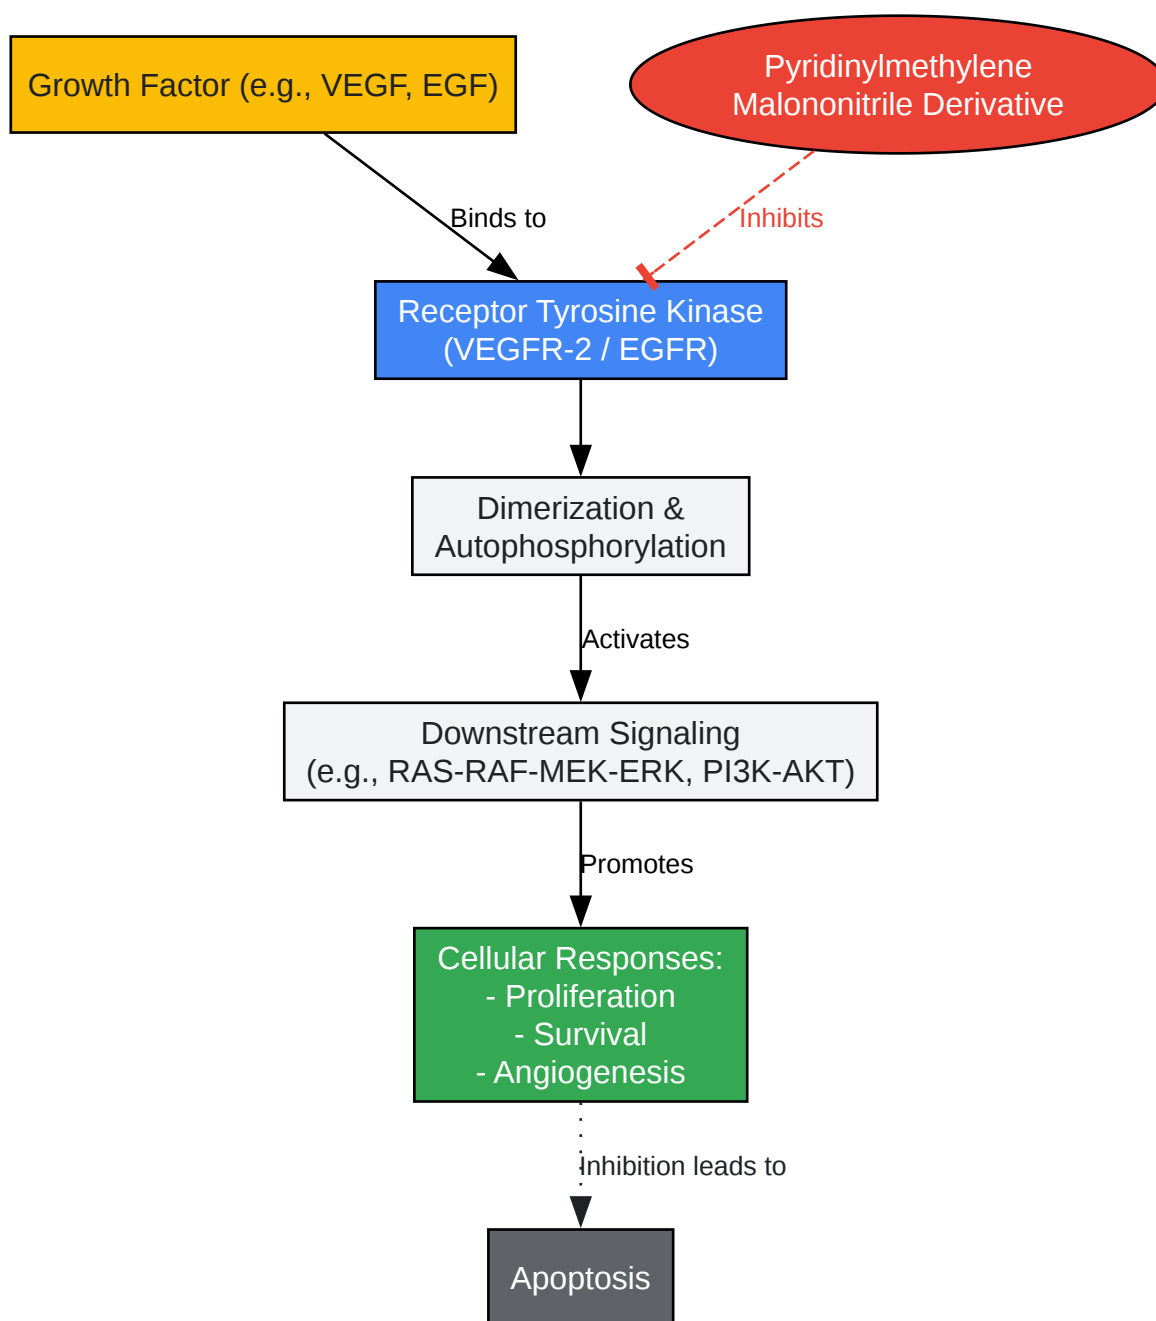 Growth Factor (e.g., VEGF, EGF)
Pyridinylmethylene
Malononitrile Derivative
Binds to
Inhibits
Receptor Tyrosine Kinase
(VEGFR-2 / EGFR)
Dimerization &
Autophosphorylation
Activates
Downstream Signaling
(e.g., RAS-RAF-MEK-ERK, PI3K-AKT)
Promotes
Cellular Responses:
- Proliferation
- Survival
- Angiogenesis
Inhibition leads to
Apoptosis